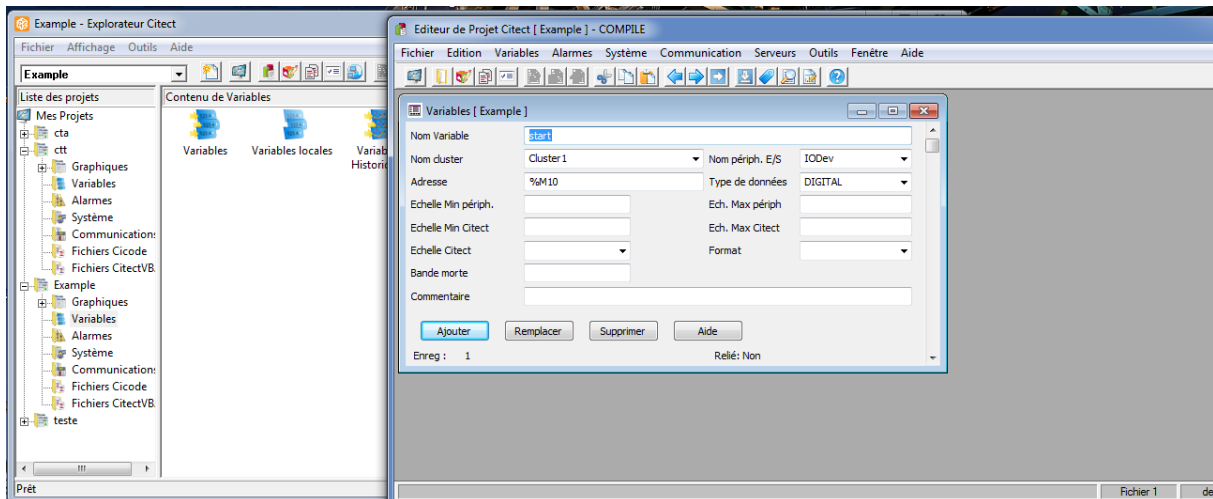 Example - Explorateur Citect
Fichier Affichage Outils Aide
Example
Liste des projets
Mes Projets
cta
ctt
Graphiques
Variables
Alarmes
Système
Communication
Fichiers Cicode
Fichiers CitectVB
Example
Graphiques
Variables
Alarmes
Système
Communication
Fichiers Cicode
Fichiers CitectVB
teste
Prêt
Contenu de Variables
Variables
Variables locales
Editeur de Projet Citect [ Example ] - COMPILE
Fichier Edition Variables Alarmes Système Communication Serveurs Outils Fenêtre Aide
Variables [ Example ]
Nom Variable start
Nom cluster Cluster1 Nom périph. E/S IODev
Adresse %M10 Type de données DIGITAL
Echelle Min périph. Ech. Max périph
Echelle Min Citect Ech. Max Citect
Echelle Citect Format
Bande morte
Commentaire
Ajouter Remplacer Supprimer Aide
Enreg : 1 Relié: Non
Fichier 1